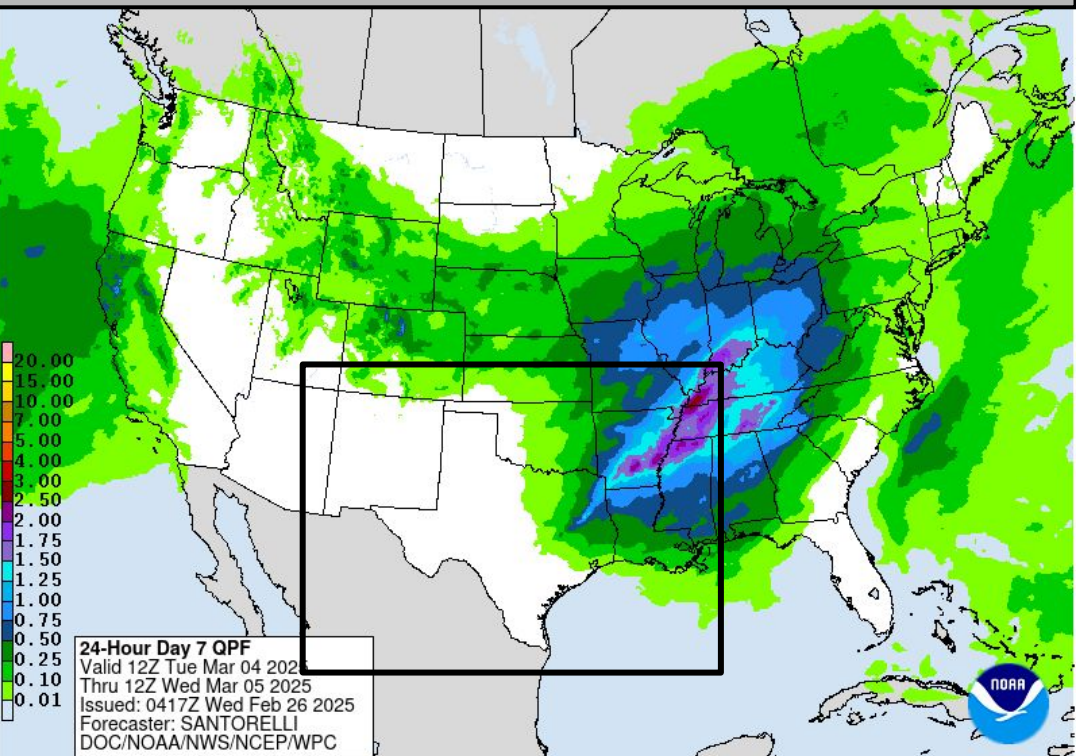 20.00
15.00
10.00
7.00
5.00
4.00
3.00
2.50
2.00
1.75
1.50
1.25
1.00
0.75
0.50
0.25
0.10
0.01
24-Hour Day 7 QPF
Valid 12Z Tue Mar 04 2025
Thru 12Z Wed Mar 05 2025
Issued: 0417Z Wed Feb 26 2025
Forecaster: SANTORELLI
DOC/NOAA/NWS/NCEP/WPC
NOAA